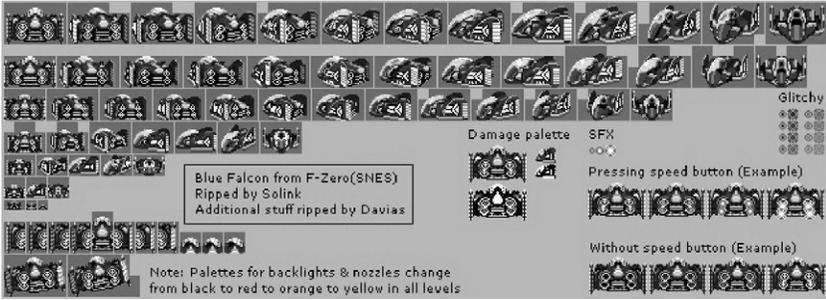 Glitchy
Damage palette
SFX
Pressing speed button (Example)
Blue Falcon from F-Zero(SNES)
Ripped by Solink
Additional stuff ripped by Davias
Without speed button (Example)
Note: Palettes for backlights & nozzles change
from black to red to orange to yellow in all levels